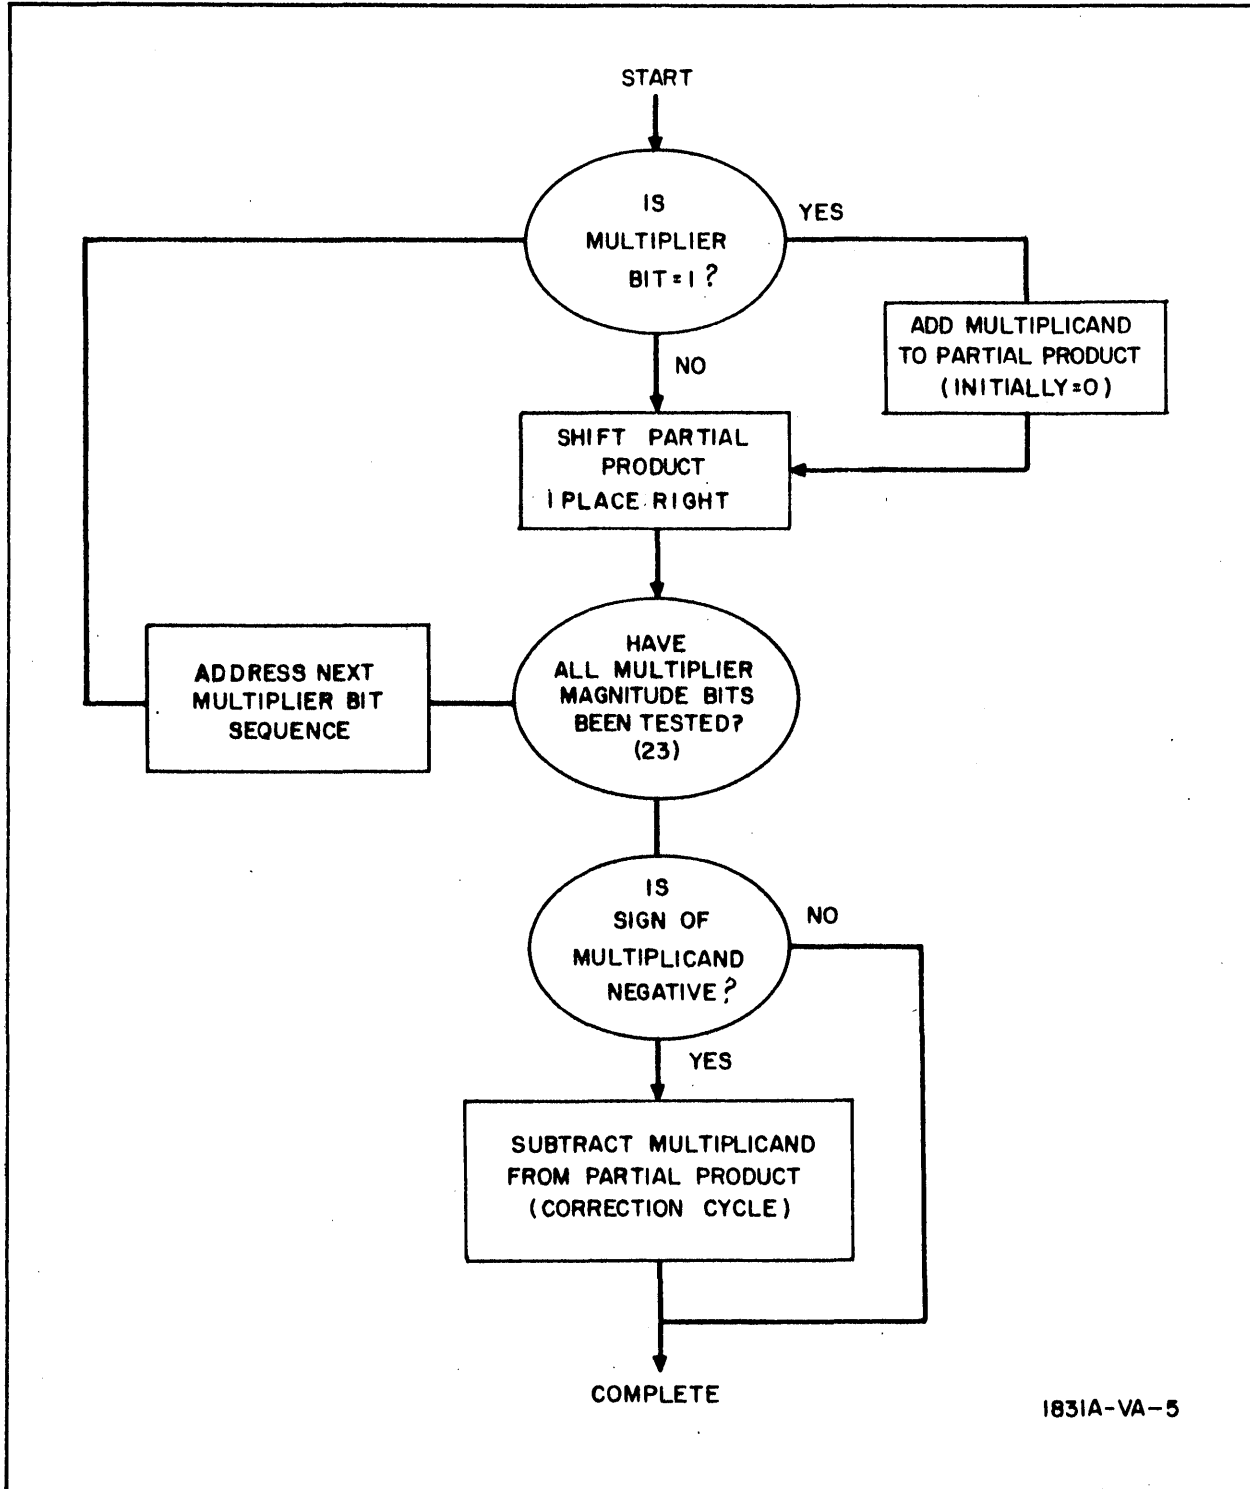 START
IS
MULTIPLIER
BIT=1?
YES
ADD MULTIPLICAND
TO PARTIAL PRODUCT
(INITIALLY=0)
NO
SHIFT PARTIAL
PRODUCT
1 PLACE RIGHT
HAVE
ALL MULTIPLIER
MAGNITUDE BITS
BEEN TESTED?
(23)
ADDRESS NEXT
MULTIPLIER BIT
SEQUENCE
IS
SIGN OF
MULTIPLICAND
NEGATIVE?
NO
YES
SUBTRACT MULTIPLICAND
FROM PARTIAL PRODUCT
(CORRECTION CYCLE)
COMPLETE
1831A-VA-5